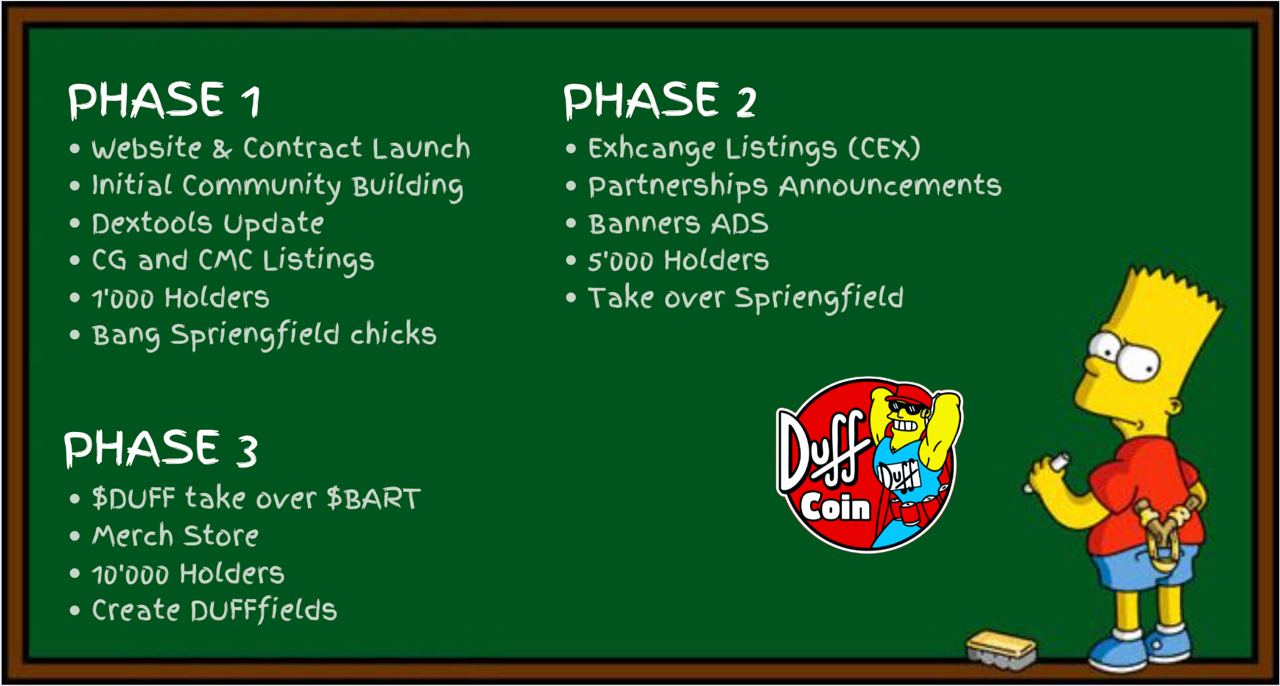 PHASE 1
• Website & Contract Launch
• Initial Community Building
• Dextools Update
• CG and CMC Listings
• 1'000 Holders
• Bang Spriengfield chicks
PHASE 2
• Exhcange Listings (CEX)
• Partnerships Announcements
• Banners ADS
• 5'000 Holders
• Take over Spriengfield
PHASE 3
• $DUFF take over $BART
• Merch Store
• 10'000 Holders
• Create DUFFfields
Duff
Coin
Duff